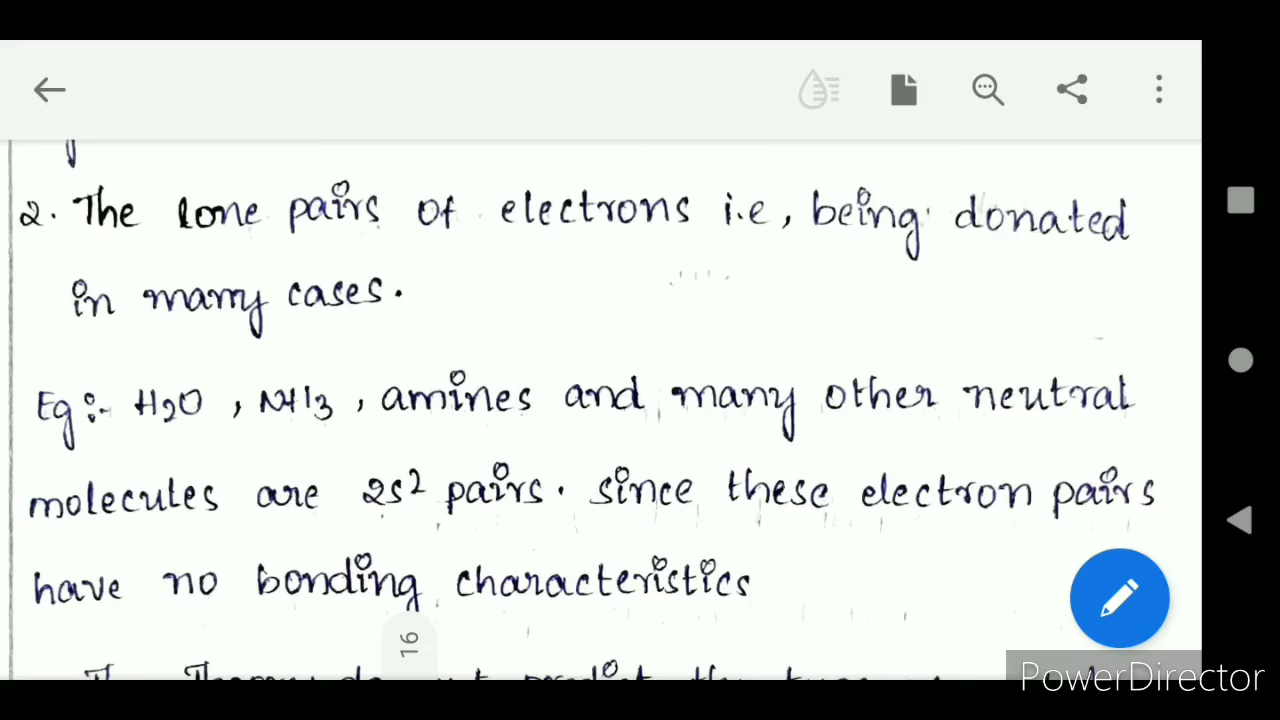 2. The lone pairs of electrons i.e, being donated
in many cases.
Eg:- H2O, NH3, amines and many other neutral
molecules are 2s² pairs. since these electron pairs
have no bonding characteristics
16
PowerDirector